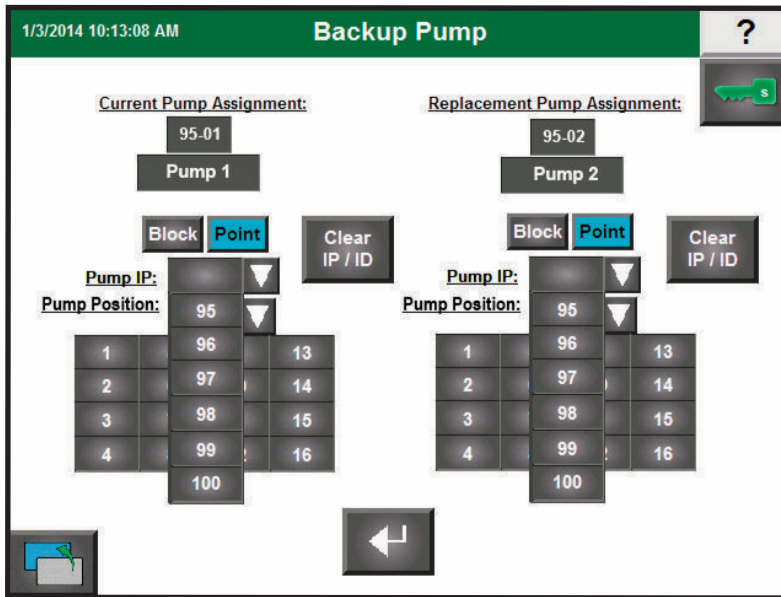 1/3/2014 10:13:08 AM
Backup Pump
?
s
Current Pump Assignment:
95-01
Pump 1
Block
Point
Clear
IP / ID
Pump IP:
Pump Position:
95
96
97
98
99
100
1
13
2
14
3
15
4
16
Replacement Pump Assignment:
95-02
Pump 2
Block
Point
Clear
IP / ID
Pump IP:
Pump Position:
95
96
97
98
99
100
1
13
2
14
3
15
4
16